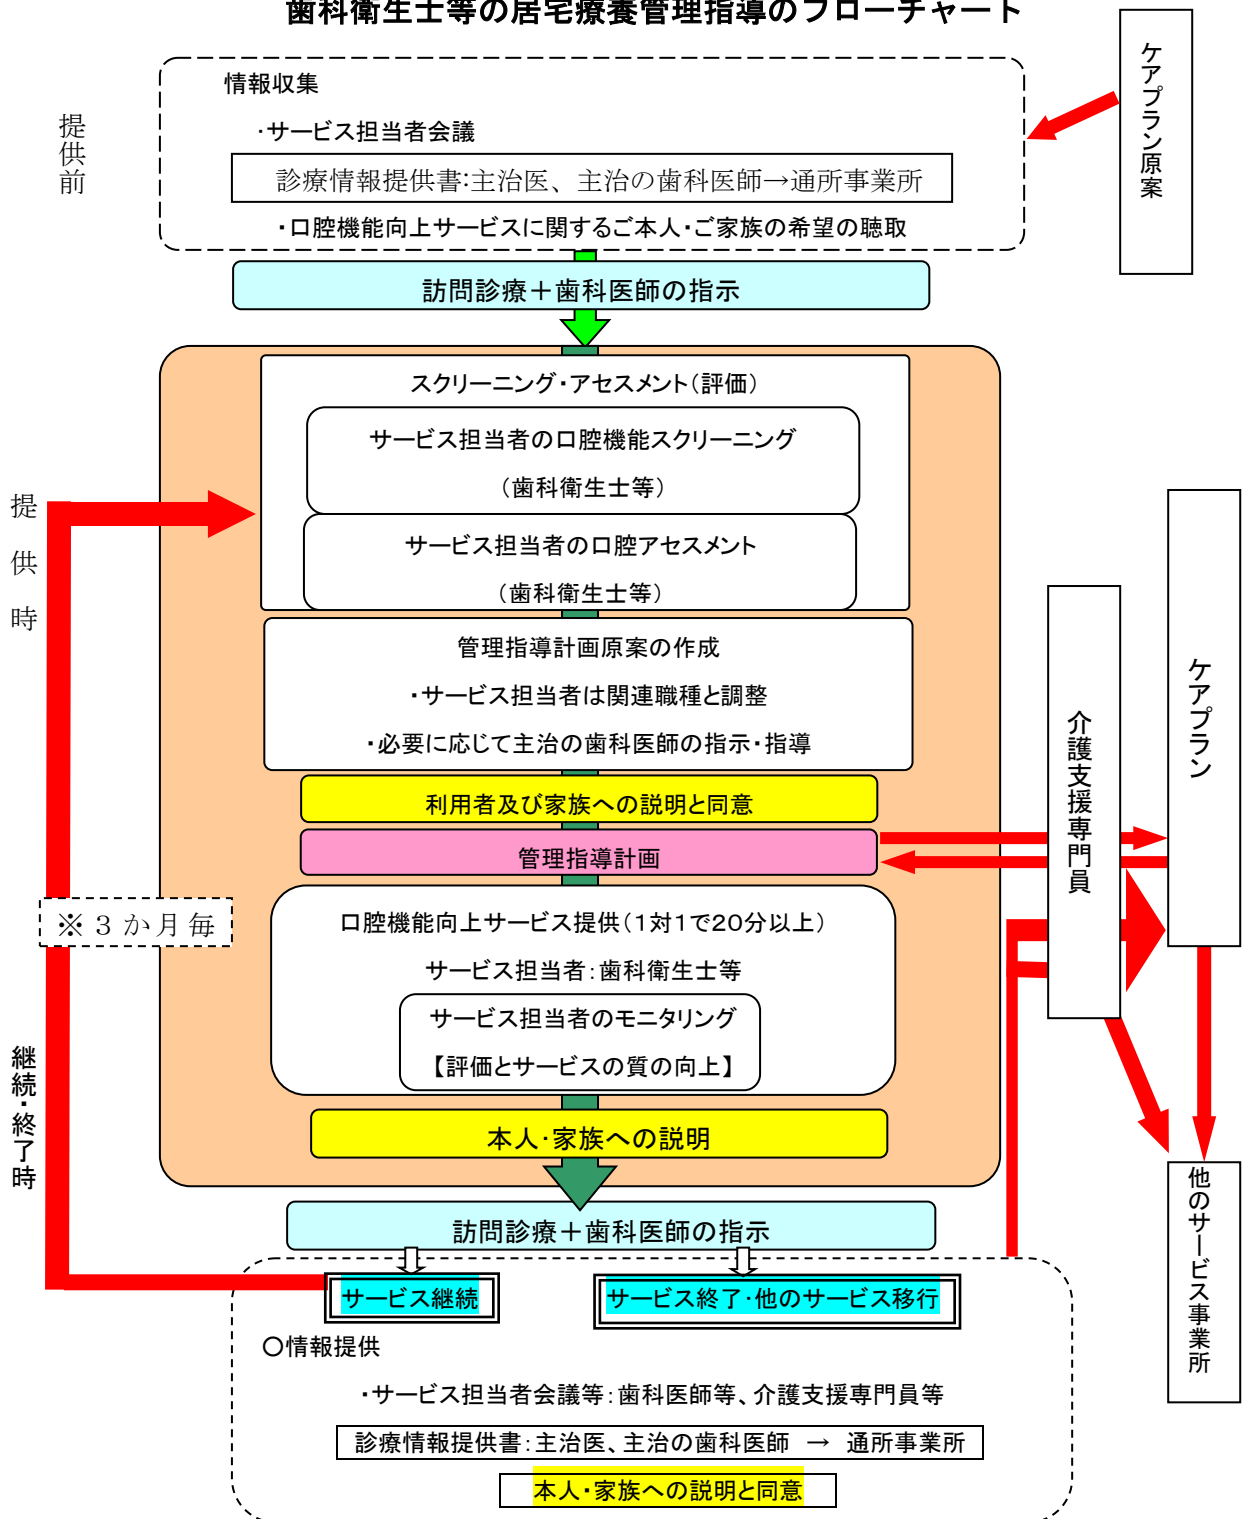 歯科衛生士等の居宅療養管理指導のフローチャート
ケアプラン原案
提供前
情報収集
・サービス担当者会議
診療情報提供書:主治医、主治の歯科医師→通所事業所
・口腔機能向上サービスに関するご本人・ご家族の希望の聴取
訪問診療＋歯科医師の指示
提供時
スクリーニング・アセスメント（評価）
サービス担当者の口腔機能スクリーニング
（歯科衛生士等）
サービス担当者の口腔アセスメント
（歯科衛生士等）
管理指導計画原案の作成
・サービス担当者は関連職種と調整
・必要に応じて主治の歯科医師の指示・指導
利用者及び家族への説明と同意
管理指導計画
介護支援専門員
ケアプラン
※３か月毎
口腔機能向上サービス提供（１対１で２０分以上）
サービス担当者：歯科衛生士等
サービス担当者のモニタリング
【評価とサービスの質の向上】
本人・家族への説明
継続・終了時
訪問診療＋歯科医師の指示
サービス継続
サービス終了・他のサービス移行
他のサービス事業所
○情報提供
・サービス担当者会議等：歯科医師等、介護支援専門員等
診療情報提供書：主治医、主治の歯科医師 → 通所事業所
本人・家族への説明と同意